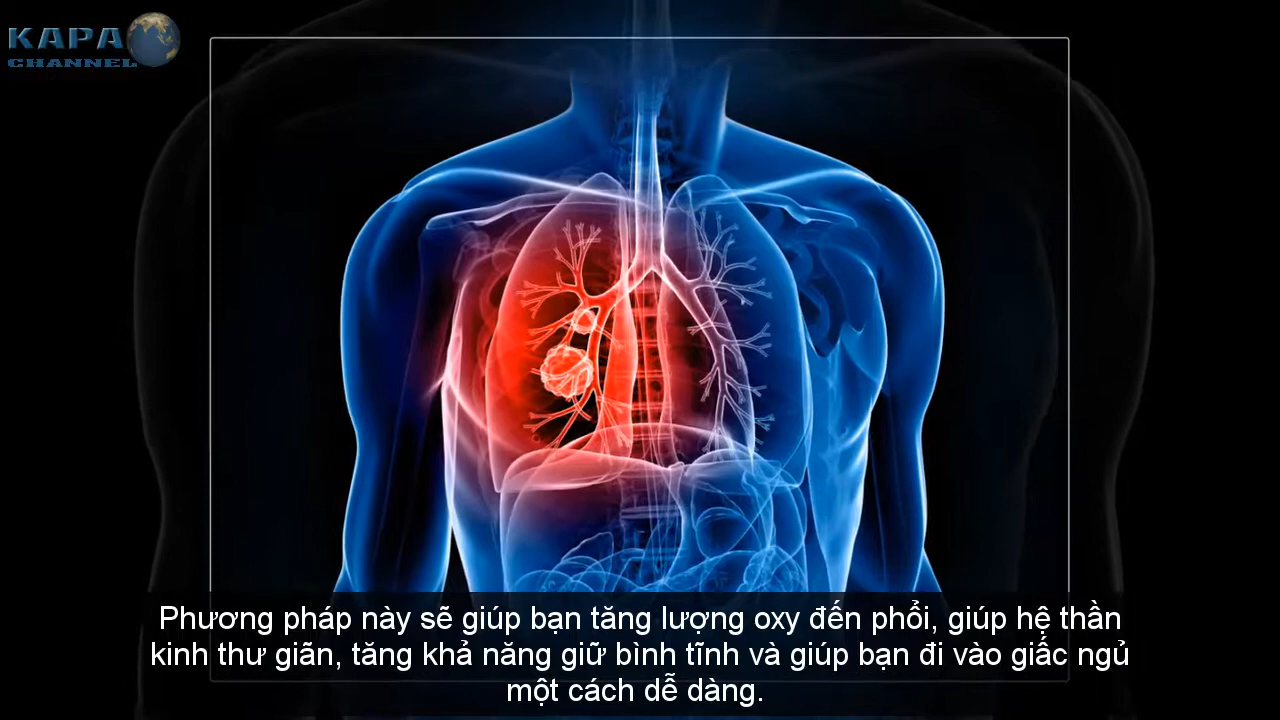 KAPA
CHANNEL
Phương pháp này sẽ giúp bạn tăng lượng oxy đến phổi, giúp hệ thần
kinh thư giãn, tăng khả năng giữ bình tĩnh và giúp bạn đi vào giấc ngủ
một cách dễ dàng.